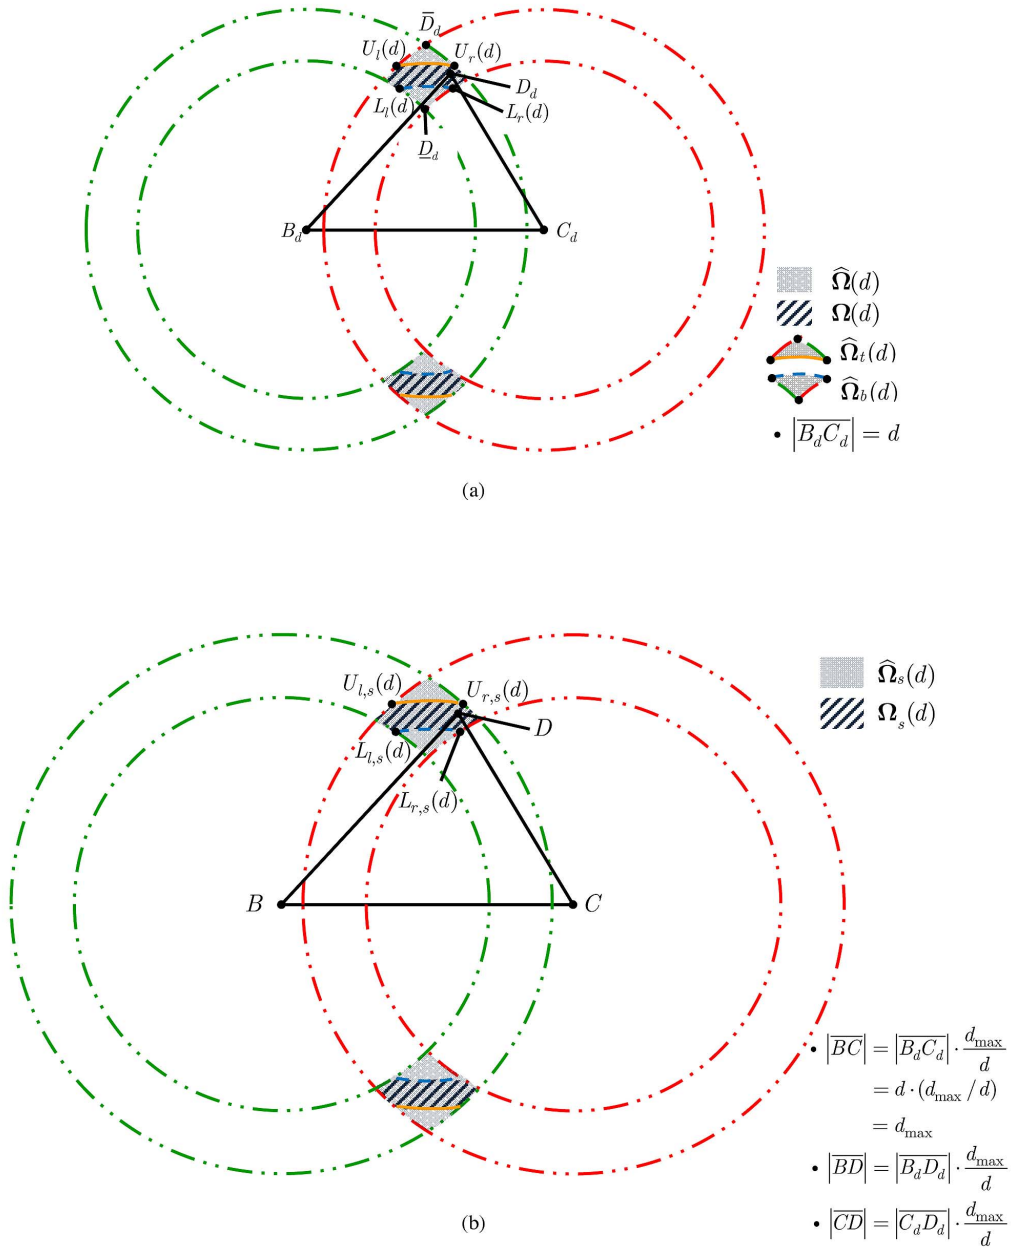 D̅_d
U_l(d) U_r(d)
D_d
L_l(d) L_r(d)
D̲_d
B_d C_d
Ω̂(d)
Ω(d)
Ω̂_t(d)
Ω̂_b(d)
• |B_dC_d| = d
(a)
U_{l,s}(d) U_{r,s}(d)
D
L_{l,s}(d)
L_{r,s}(d)
Ω̂_s(d)
Ω_s(d)
B C
• |BC| = |B_dC_d| · d_max / d
= d · (d_max / d)
= d_max
• |BD| = |B_dD_d| · d_max / d
• |CD| = |C_dD_d| · d_max / d
(b)